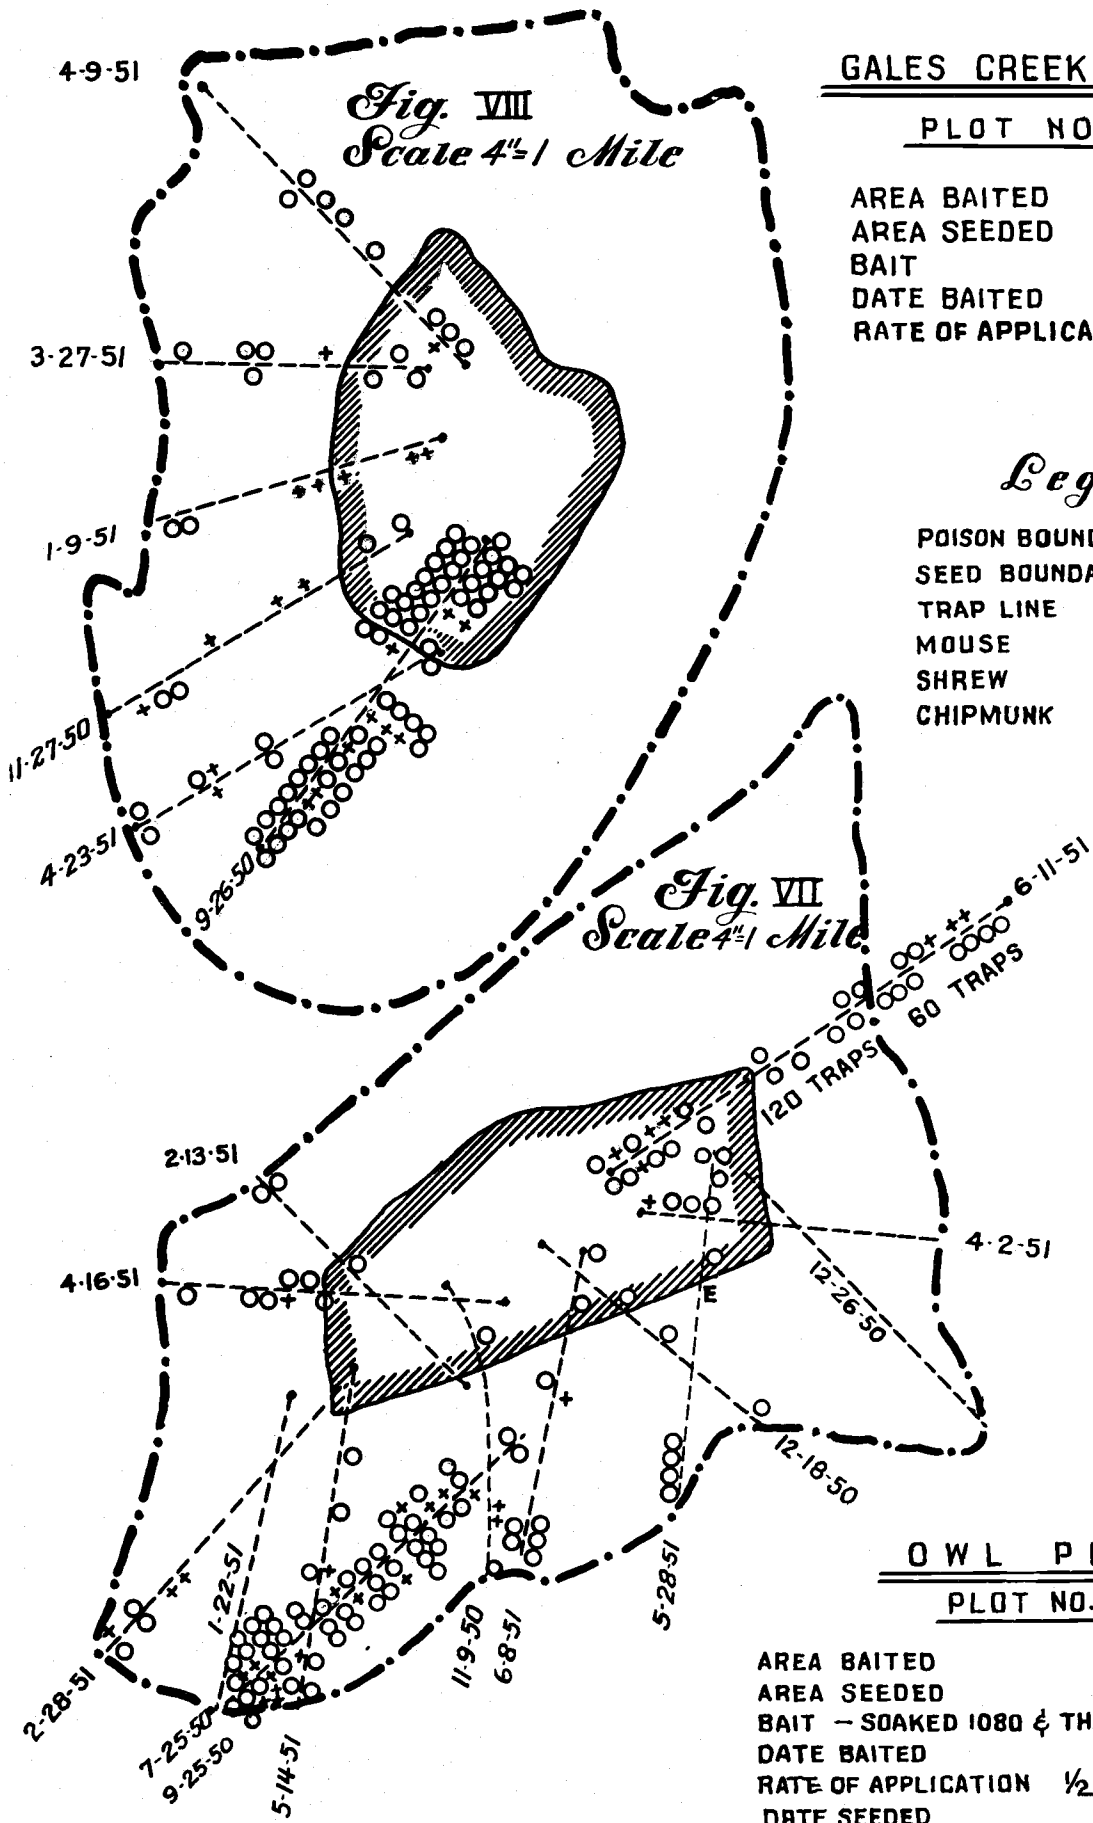 4-9-51
Fig. VIII
Scale 4"=1 Mile
GALES CREEK
PLOT NO
AREA BAITED
AREA SEEDED
BAIT
DATE BAITED
RATE OF APPLICA
3-27-51
Leg
1-9-51
POISON BOUND
SEED BOUNDA
TRAP LINE
MOUSE
SHREW
CHIPMUNK
11-27-50
4-23-51
9-26-50
Fig. VII
Scale 4"=1 Mile
6-11-51
60 TRAPS
120 TRAPS
2-13-51
4-16-51
4-2-51
E
12-26-50
12-18-50
1-22-51
2-28-51
7-25-50
9-25-50
5-14-51
11-9-50
6-8-51
5-28-51
OWL P
PLOT NO.
AREA BAITED
AREA SEEDED
BAIT - SOAKED 1080 & TH
DATE BAITED
RATE OF APPLICATION 1/2
DATE SEEDED